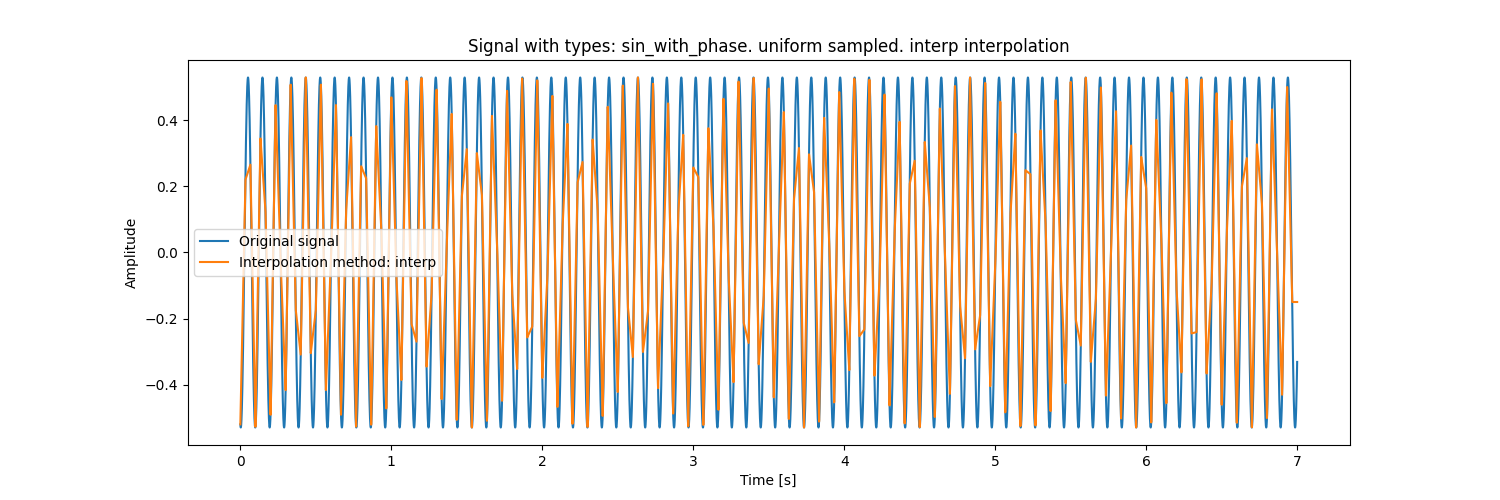 Signal with types: sin_with_phase. uniform sampled. interp interpolation
Amplitude
0.4
0.2
0.0
−0.2
−0.4
Original signal
Interpolation method: interp
0 1 2 3 4 5 6 7
Time [s]